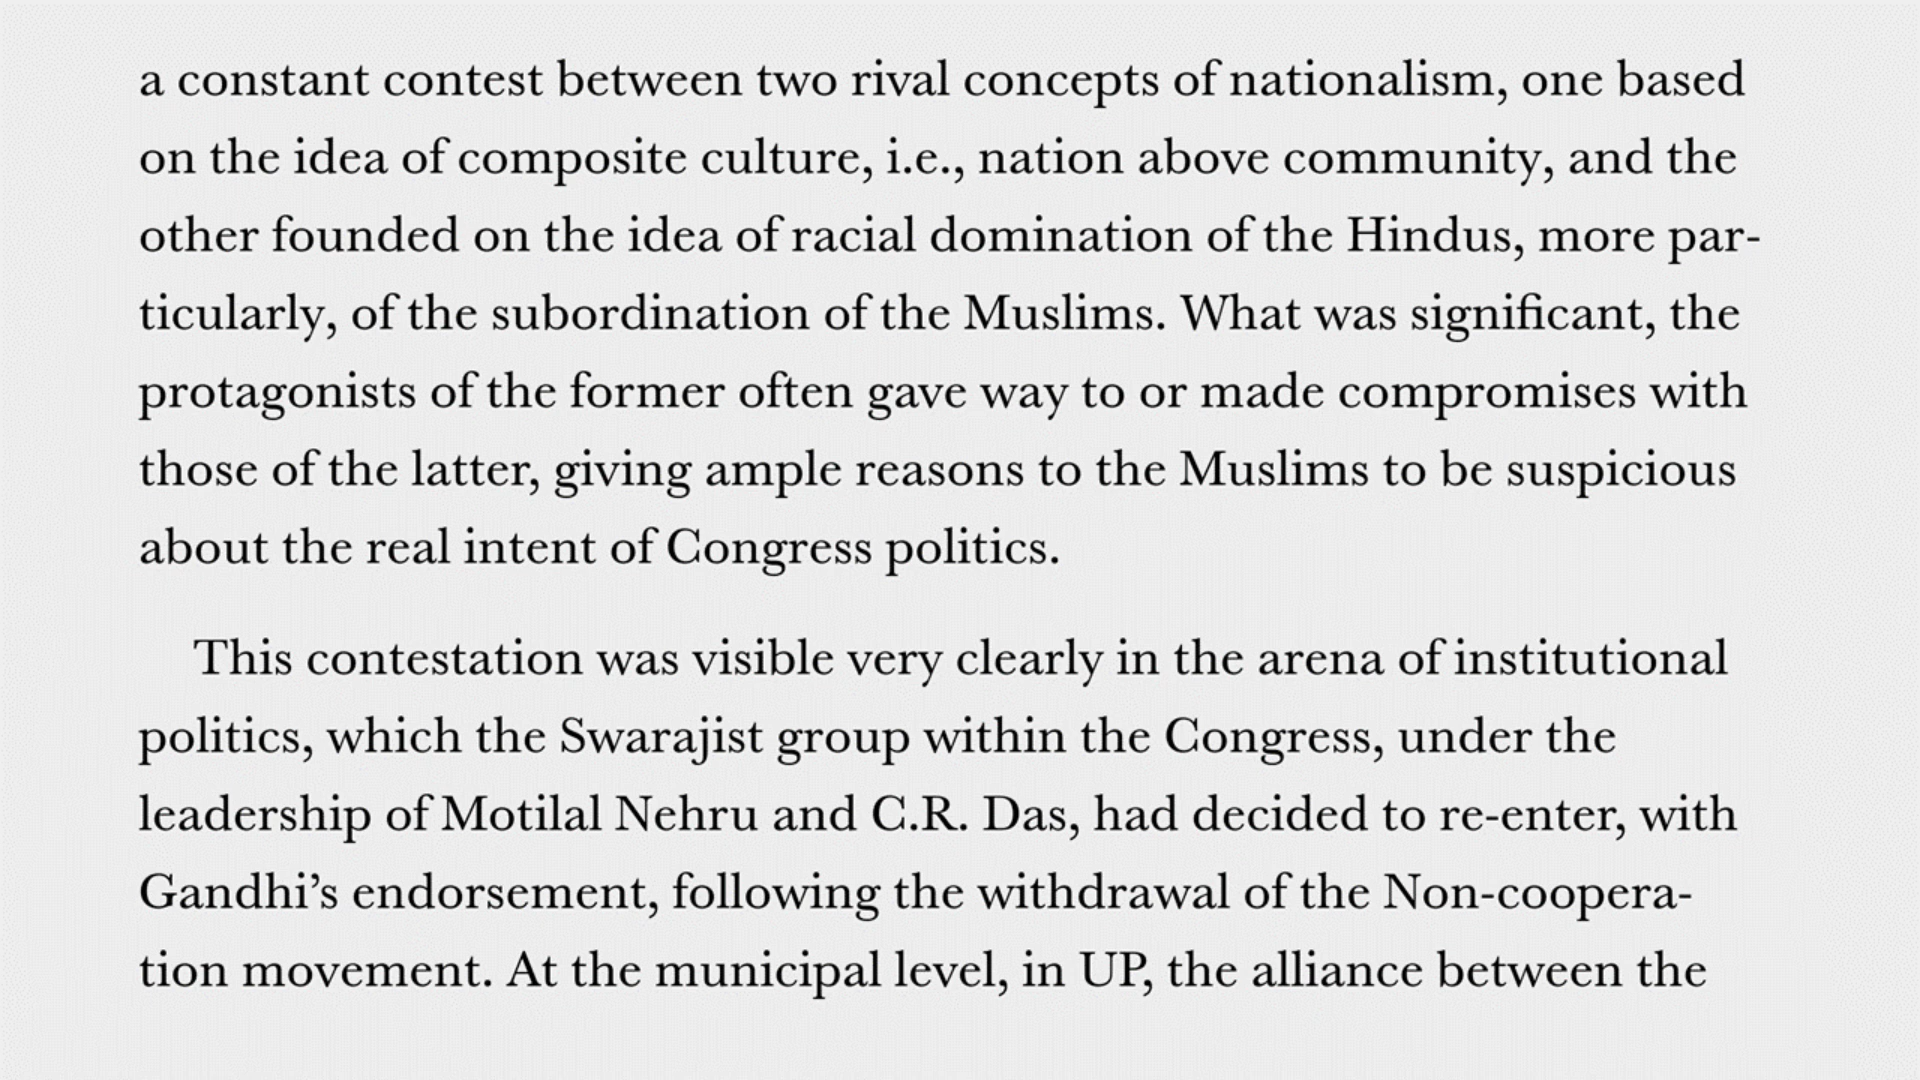 a constant contest between two rival concepts of nationalism, one based
on the idea of composite culture, i.e., nation above community, and the
other founded on the idea of racial domination of the Hindus, more par-
ticularly, of the subordination of the Muslims. What was significant, the
protagonists of the former often gave way to or made compromises with
those of the latter, giving ample reasons to the Muslims to be suspicious
about the real intent of Congress politics.
This contestation was visible very clearly in the arena of institutional
politics, which the Swarajist group within the Congress, under the
leadership of Motilal Nehru and C.R. Das, had decided to re-enter, with
Gandhi’s endorsement, following the withdrawal of the Non-coopera-
tion movement. At the municipal level, in UP, the alliance between the